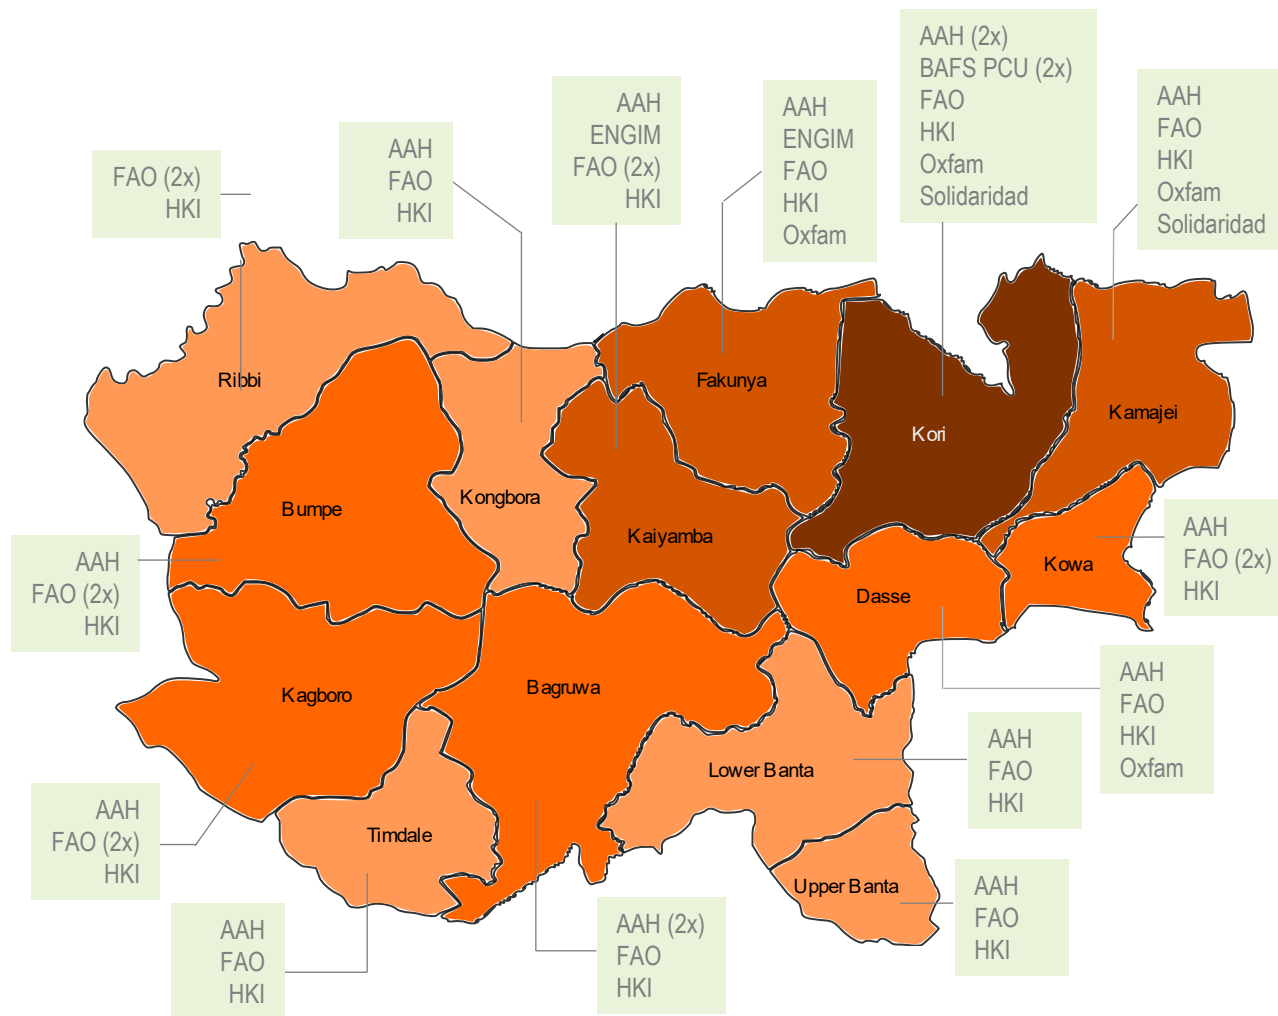 AAH (2x)
BAFS PCU (2x)
FAO
HKI
Oxfam
Solidaridad
AAH
FAO
HKI
Oxfam
Solidaridad
AAH
ENGIM
FAO (2x)
HKI
AAH
ENGIM
FAO
HKI
Oxfam
AAH
FAO
HKI
FAO (2x)
HKI
Ribbi
Fakunya
Kamajei
Kori
Kongbora
Bumpe
Kaiyamba
Kowa
Dasse
AAH
FAO (2x)
HKI
AAH
FAO (2x)
HKI
Kagboro
Bagruwa
AAH
FAO
HKI
Oxfam
Lower Banta
AAH
FAO
HKI
AAH
FAO (2x)
HKI
Timdale
Upper Banta
AAH
FAO
HKI
AAH
FAO
HKI
AAH (2x)
FAO
HKI